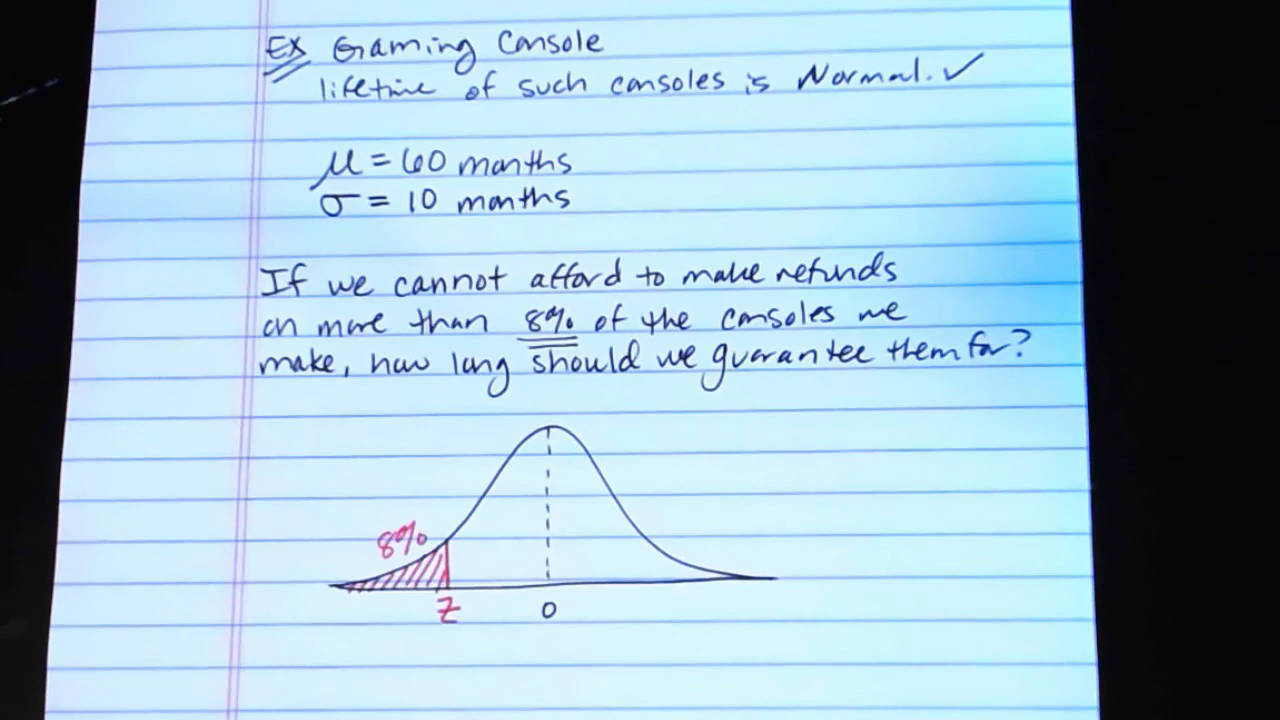 Ex Gaming Console
lifetime of such consoles is Normal. ✓
μ = 60 months
σ = 10 months
If we cannot afford to make refunds
on more than 8% of the consoles we
make, how long should we guarantee them for?
8%
z
0